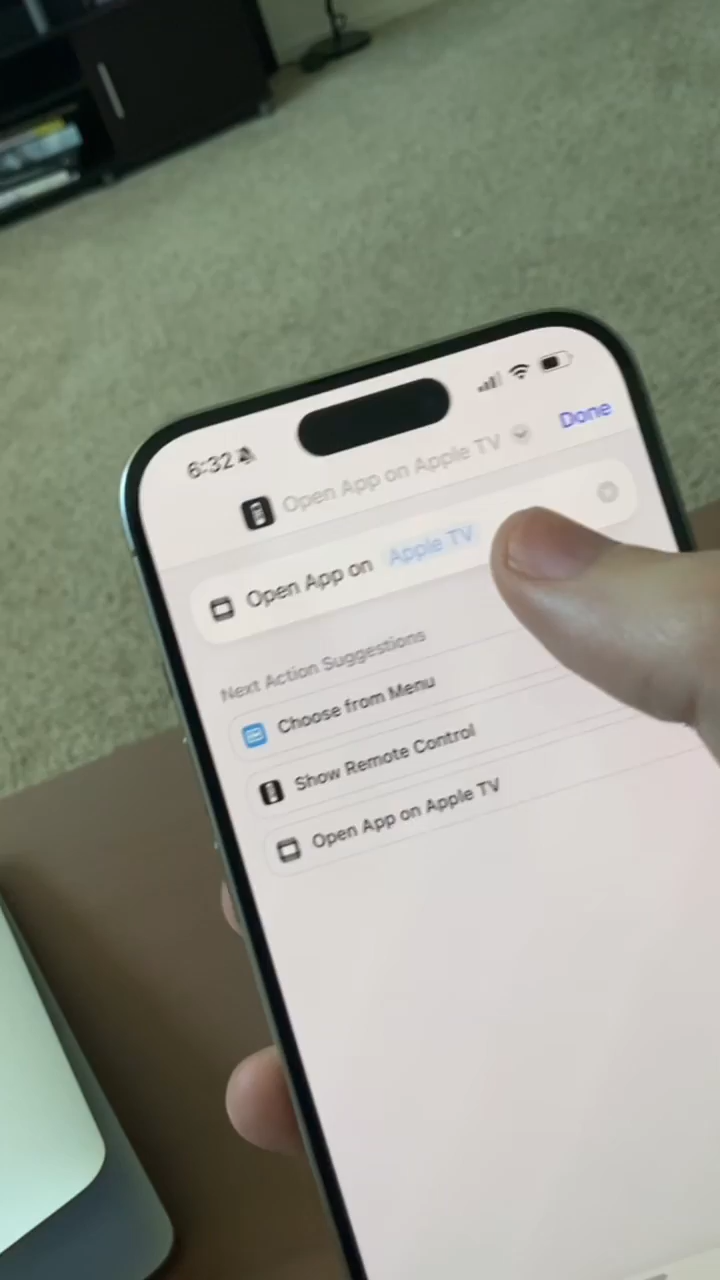 6:32
Done
Open App on Apple TV
Open App on Apple TV
Next Action Suggestions
Choose from Menu
Show Remote Control
Open App on Apple TV